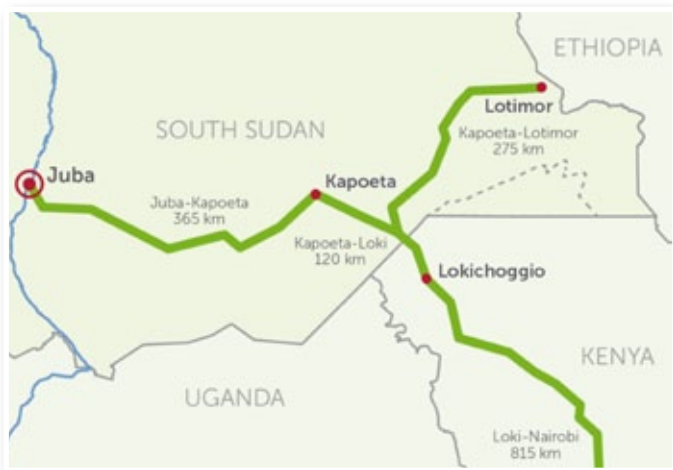 ETHIOPIA
Lotimor
Kapoeta-Lotimor
275 km
SOUTH SUDAN
Juba
Kapoeta
Juba-Kapoeta
365 km
Kapoeta-Loki
120 km
Lokichoggio
KENYA
UGANDA
Loki-Nairobi
815 km